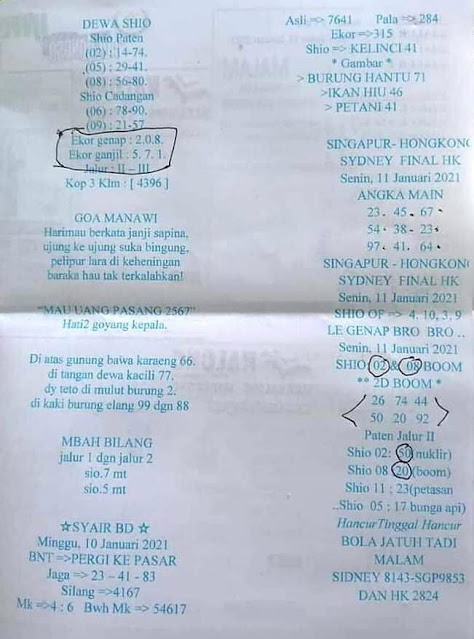 DEWA SHIO
Shio Paten
(02) : 14-74.
(05) : 29-41.
(08) : 56-80.
Shio Cadangan
(06) : 78-90.
(09) : 21-57
Ekor genap : 2.0.8.
Ekor ganjil : 5. 7. 1.
Jalur : II – III
Kop 3 Klm : [ 4396 ]
GOA MANAWI
Harimau berkata janji sapina,
ujung ke ujung suka bingung,
pelipur lara di keheningan
baraka hau tak terkalahkan!
"MAU UANG PASANG 2567"
Hati2 goyang kepala.
Di atas gunung bawa karaeng 66.
di tangan dewa kacili 77.
dy teto di mulut burung 2.
di kaki burung elang 99 dgn 88
MBAH BILANG
jalur 1 dgn jalur 2
sio.7 mt
sio.5 mt
☆SYAIR BD ☆
Minggu, 10 Januari 2021
BNT =>PERGI KE PASAR
Jaga => 23 – 41 - 83
Silang =>4167
Mk =>4 : 6 Bwh Mk => 54617
Asli => 7641 Pala => 284
Ekor =>315
Shio => KELINCI 41
* Gambar *
> BURUNG HANTU 71
>IKAN HIU 46
> PETANI 41
SINGAPUR- HONGKONG
SYDNEY FINAL HK
Senin, 11 Januari 2021
ANGKA MAIN
23. 45. 67
54 38 - 23
97. 41. 64
SINGAPUR - HONGKONG
SYDNEY FINAL HK
Senin, 11 Januari 2021
SHIO OF => 4, 10, 3, 9
LE GENAP BRO BRO ..
Senin, 11 Januari 2021
SHIO 02 & 08 BOOM
** 2D BOOM *
26 74 44
50 20 92
Paten Jalur II
Shio 02: 50(nuklir)
Shio 08 20(boom)
Shio 11 : 23(petasan
..Shio 05 : 17 bunga api)
HancurTinggal Hancur
BOLA JATUH TADI
MALAM
SIDNEY 8143-SGP9853
DAN HK 2824